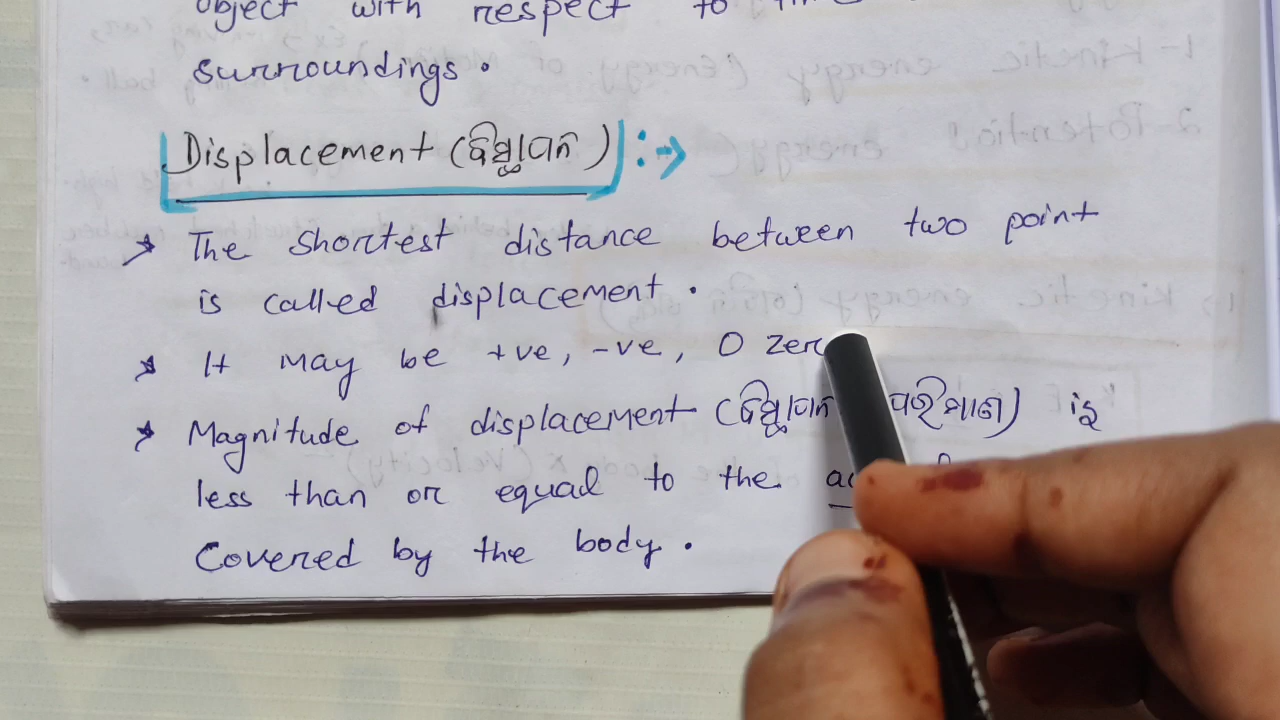 object with respect to
surroundings.
Displacement (ବିସ୍ଥାପନ) :→
➤ The shortest distance between two point
is called displacement.
➤ It may be +ve, -ve, 0 zero
➤ Magnitude of displacement (ବିସ୍ଥାପନ ପରିମାଣ) is
less than or equal to the
Covered by the body.